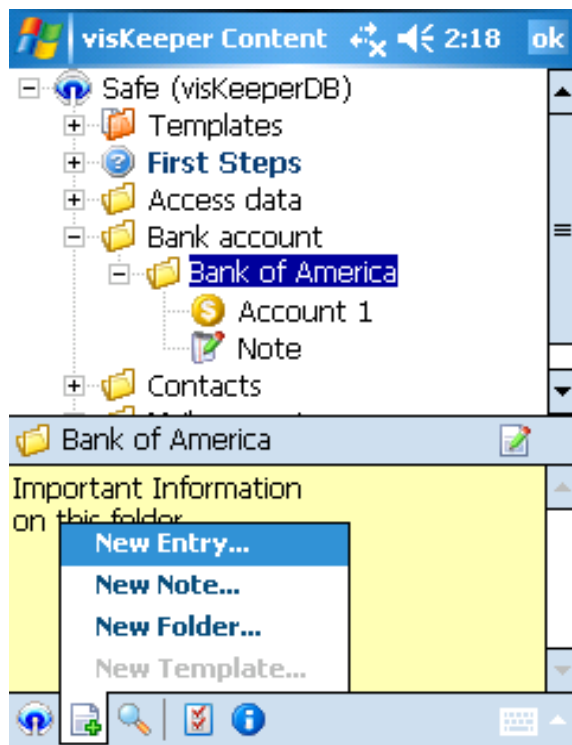 visKeeper Content 2:18 ok
Safe (visKeeperDB)
Templates
First Steps
Access data
Bank account
Bank of America
Account 1
Note
Contacts
Bank of America
Important Information
on this folder
New Entry...
New Note...
New Folder...
New Template...